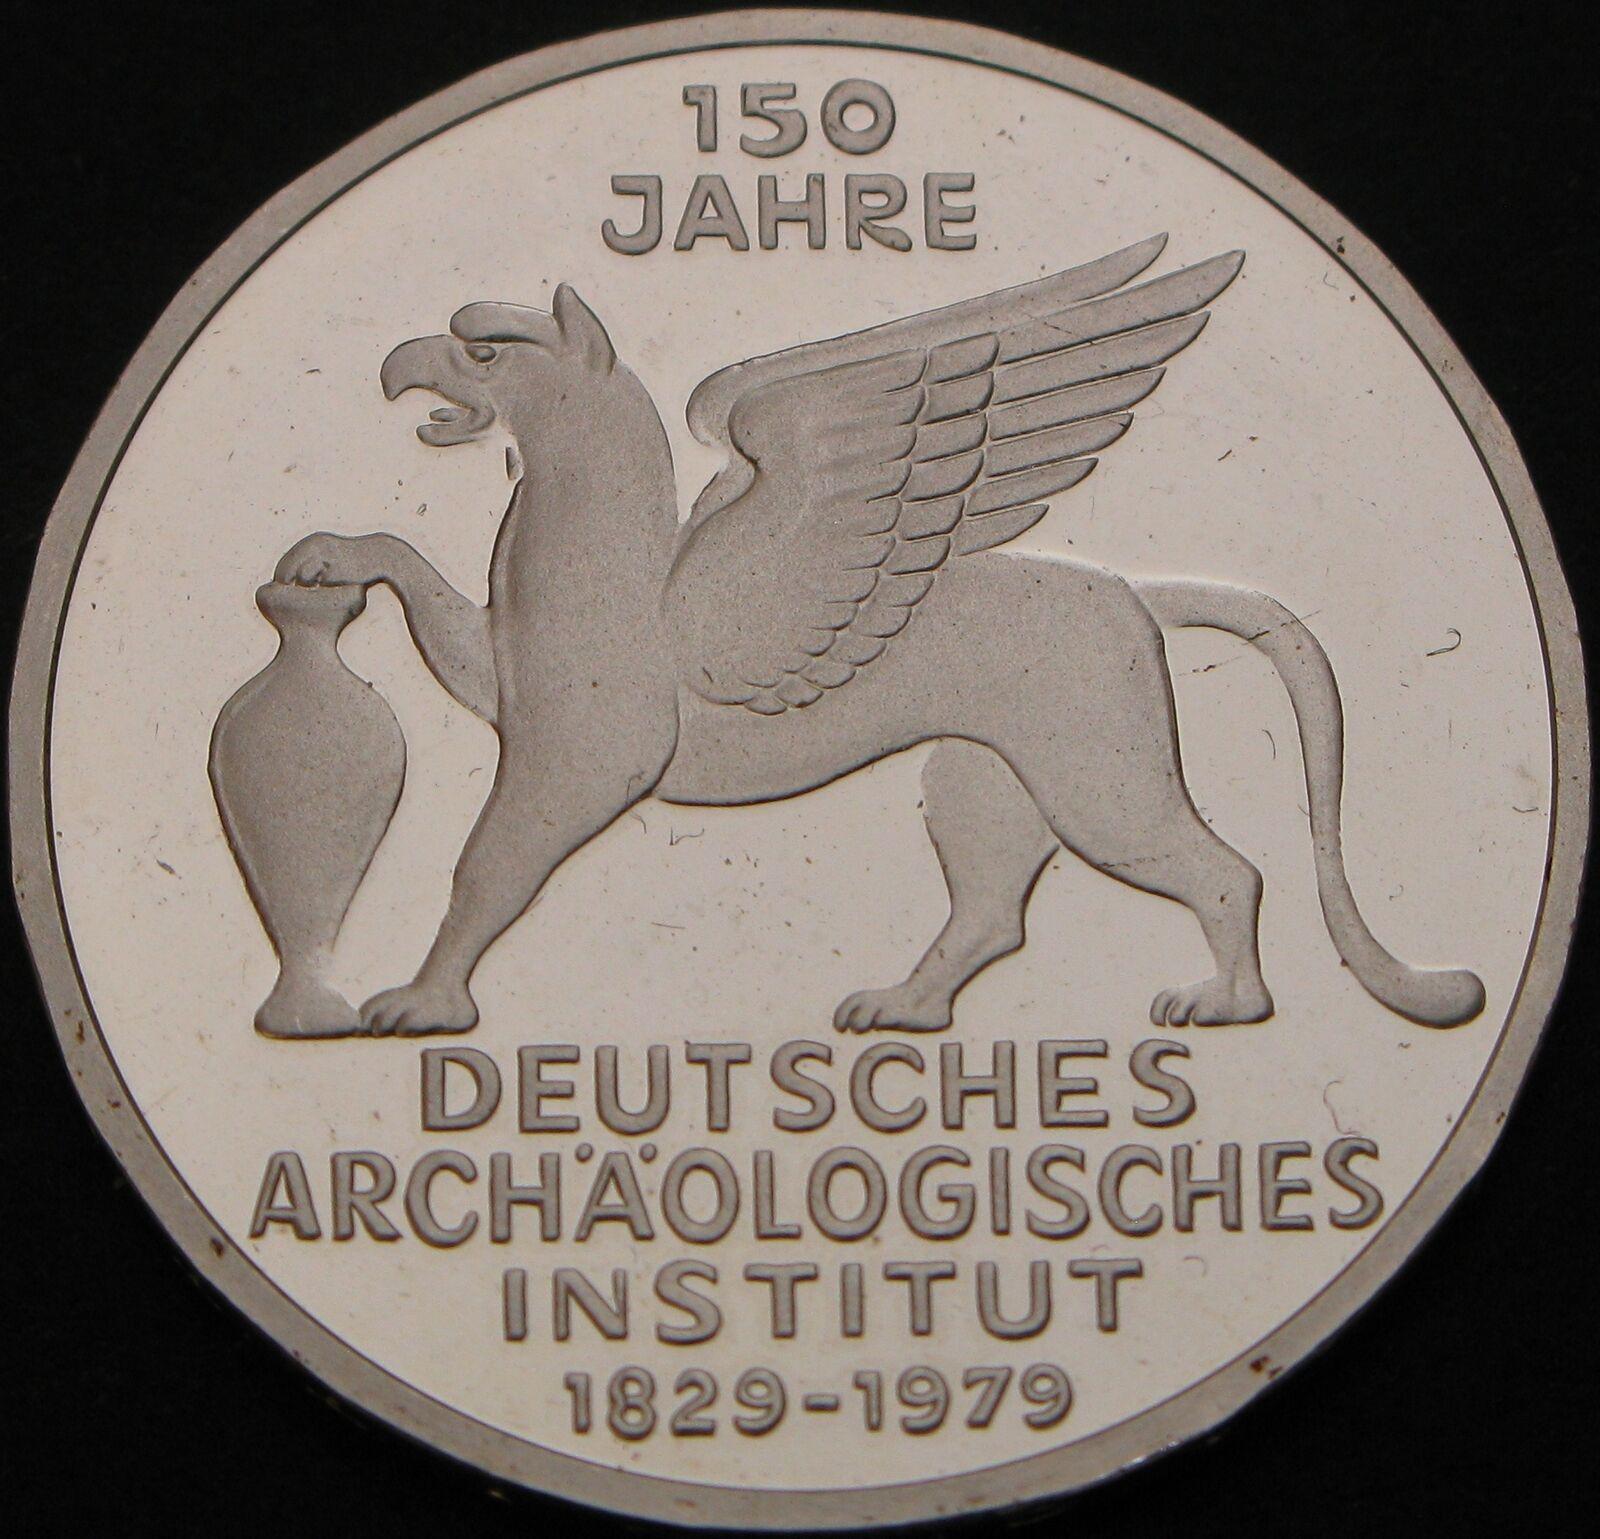 150
JAHRE
DEUTSCHES
ARCHÄOLOGISCHES
INSTITUT
1829-1979